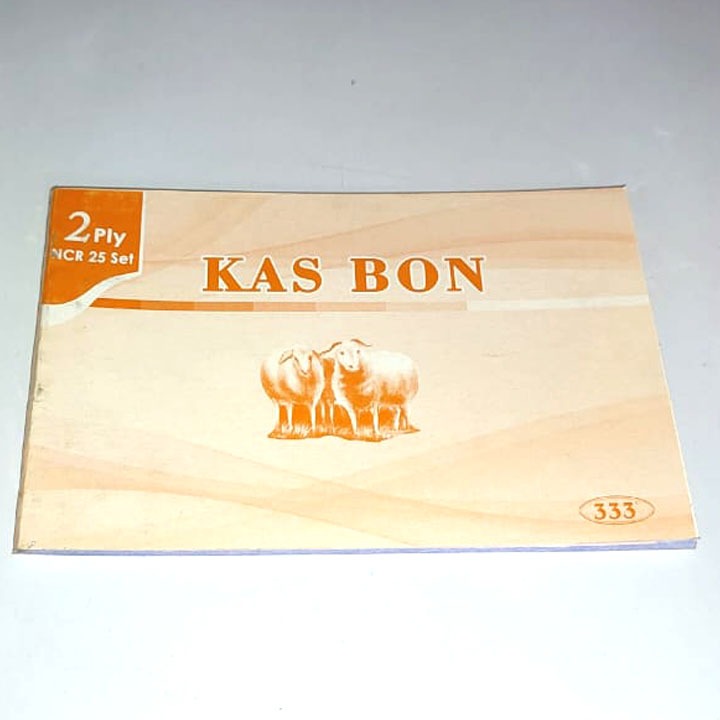 2 Ply
NCR 25 Set
KAS BON
333